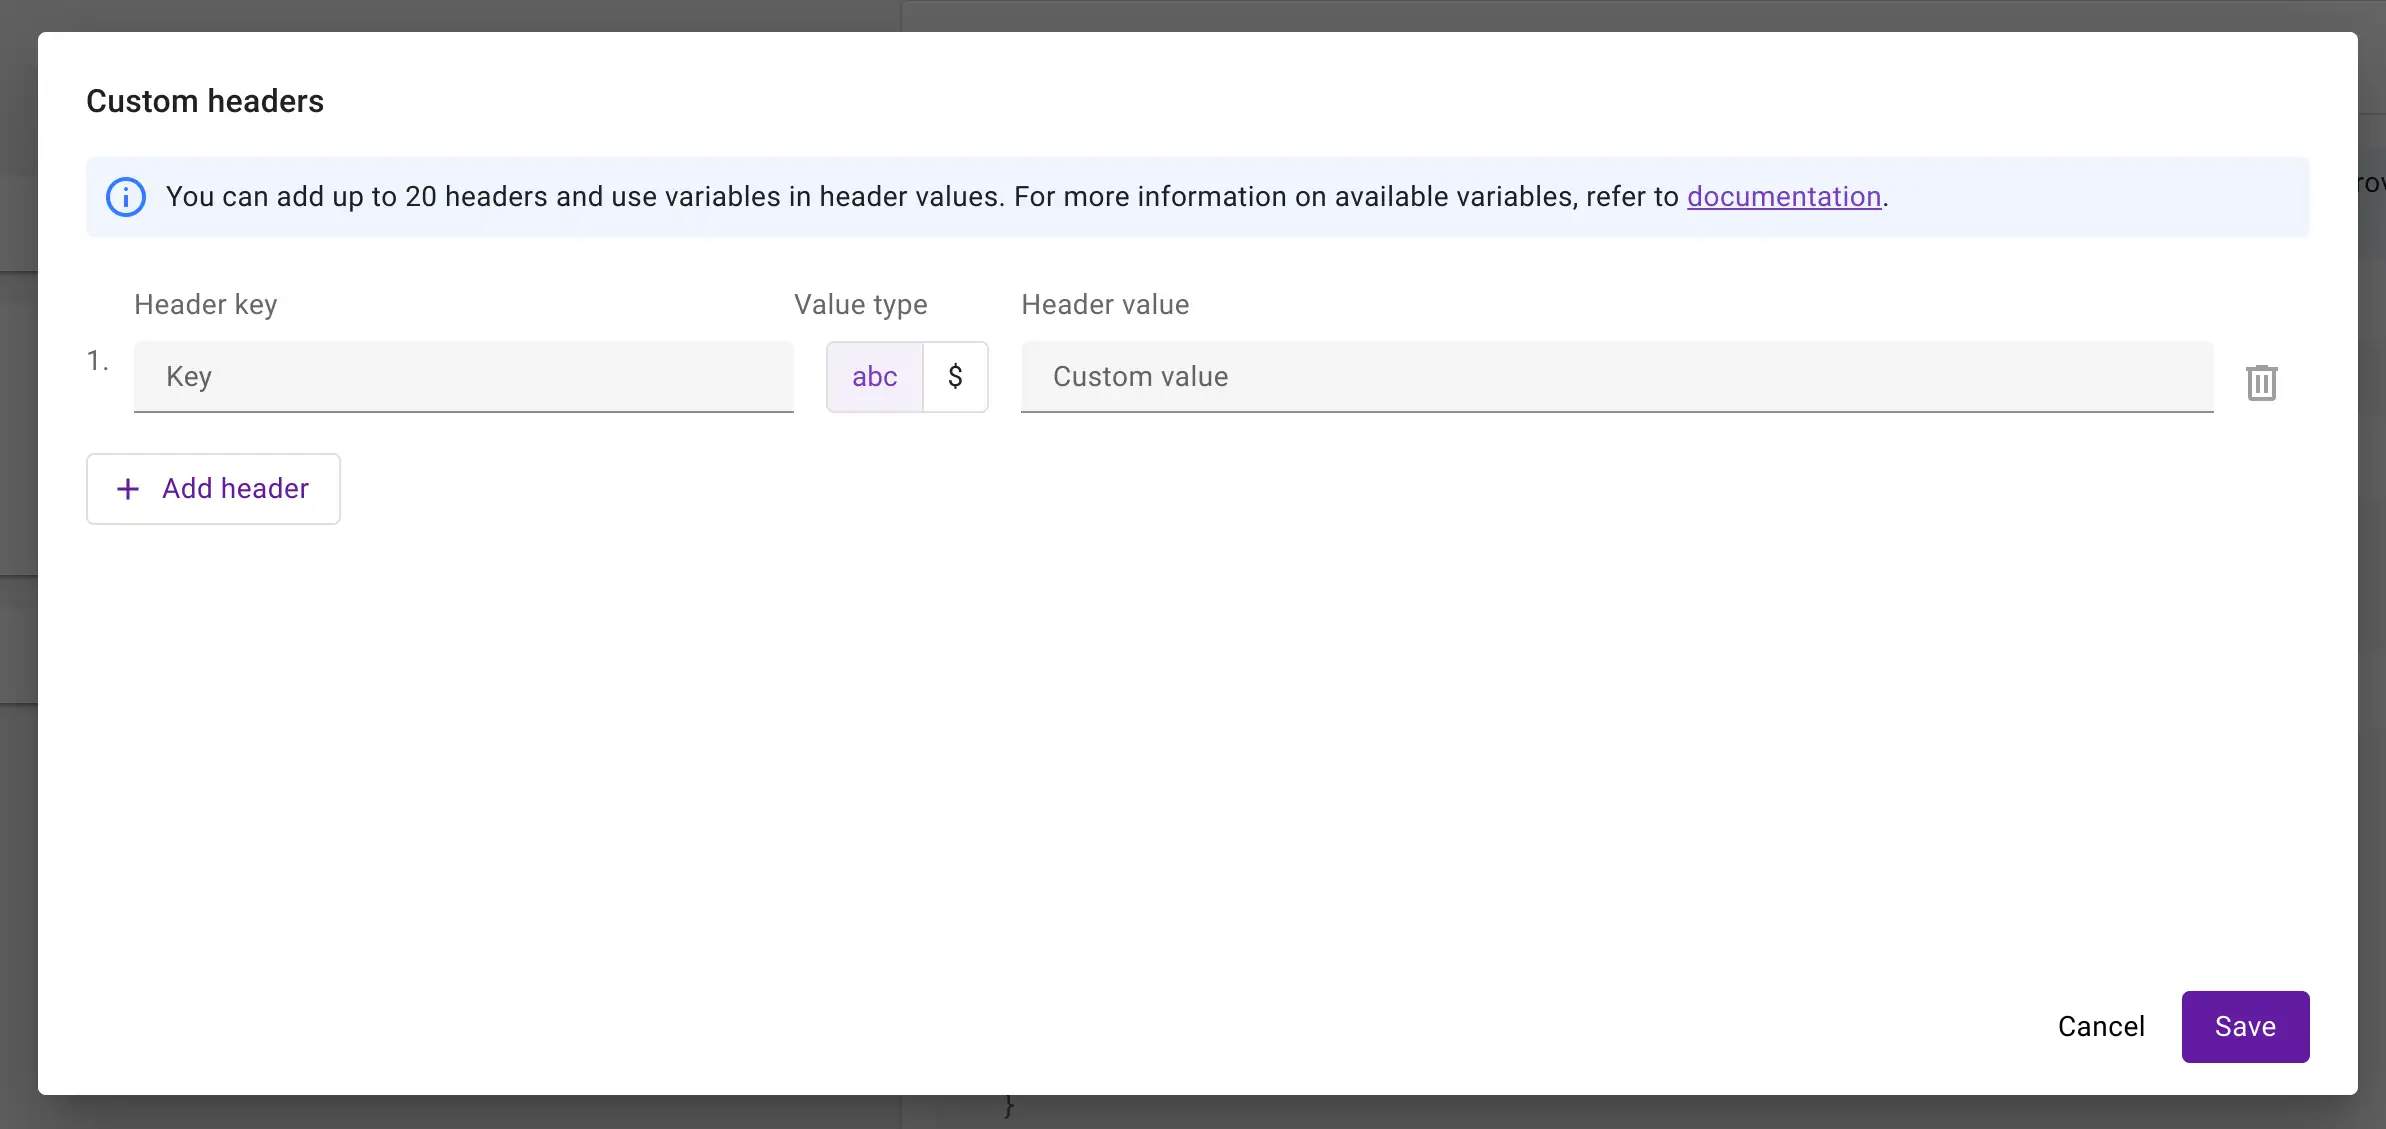 Custom headers
You can add up to 20 headers and use variables in header values. For more information on available variables, refer to documentation.
Header key Value type Header value
1. Key abc $ Custom value
+ Add header
Cancel Save
}